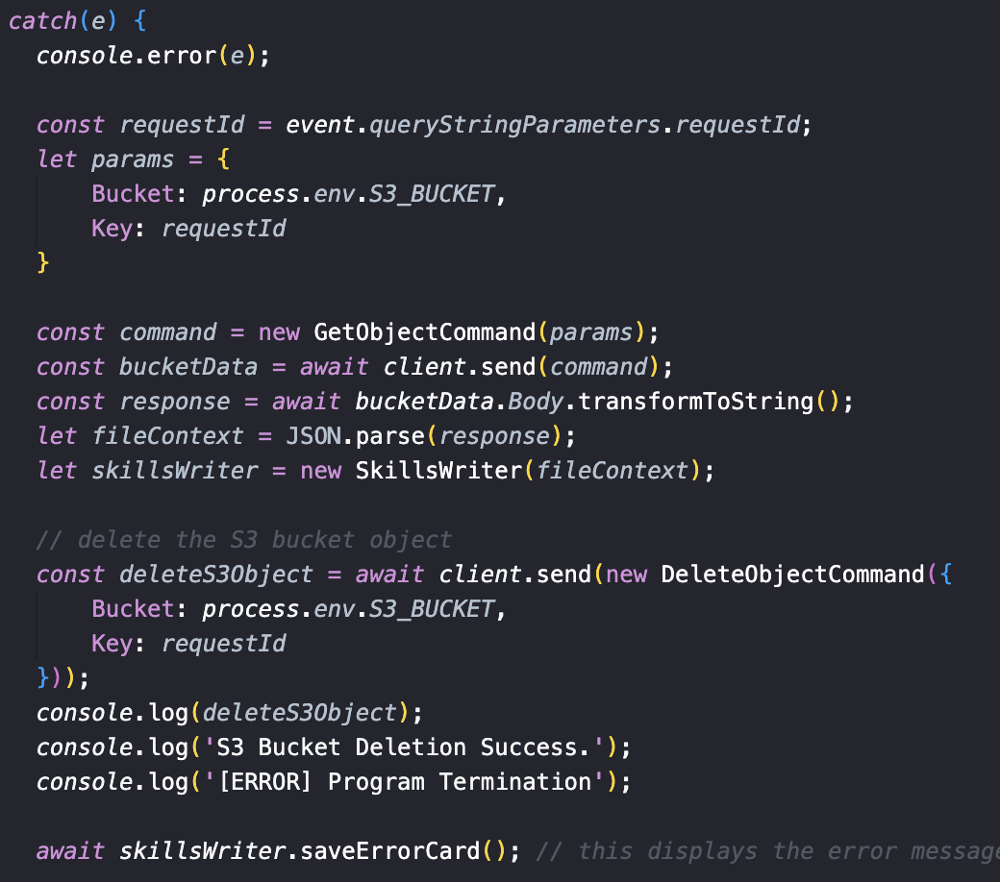 catch(e) {
console.error(e);
const requestId = event.queryStringParameters.requestId;
let params = {
Bucket: process.env.S3_BUCKET,
Key: requestId
}
const command = new GetObjectCommand(params);
const bucketData = await client.send(command);
const response = await bucketData.Body.transformToString();
let fileContext = JSON.parse(response);
let skillsWriter = new SkillsWriter(fileContext);
// delete the S3 bucket object
const deleteS3Object = await client.send(new DeleteObjectCommand({
Bucket: process.env.S3_BUCKET,
Key: requestId
}));
console.log(deleteS3Object);
console.log('S3 Bucket Deletion Success.');
console.log('[ERROR] Program Termination');
await skillsWriter.saveErrorCard(); // this displays the error message